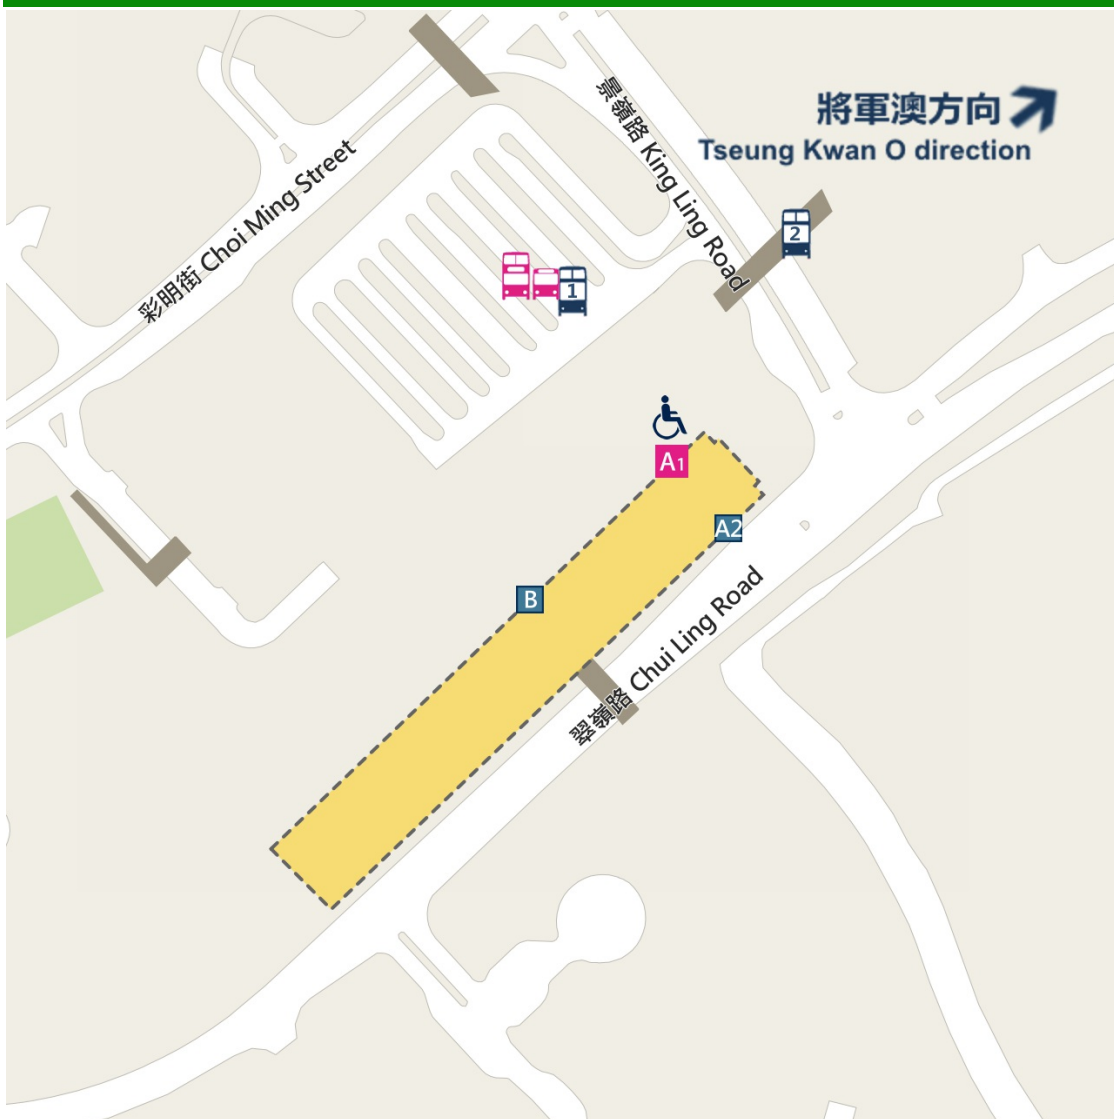 將軍澳方向
Tseung Kwan O direction
景嶺路 King Ling Road
彩明街 Choi Ming Street
2
1
A1
A2
B
翠嶺路 Chui Ling Road